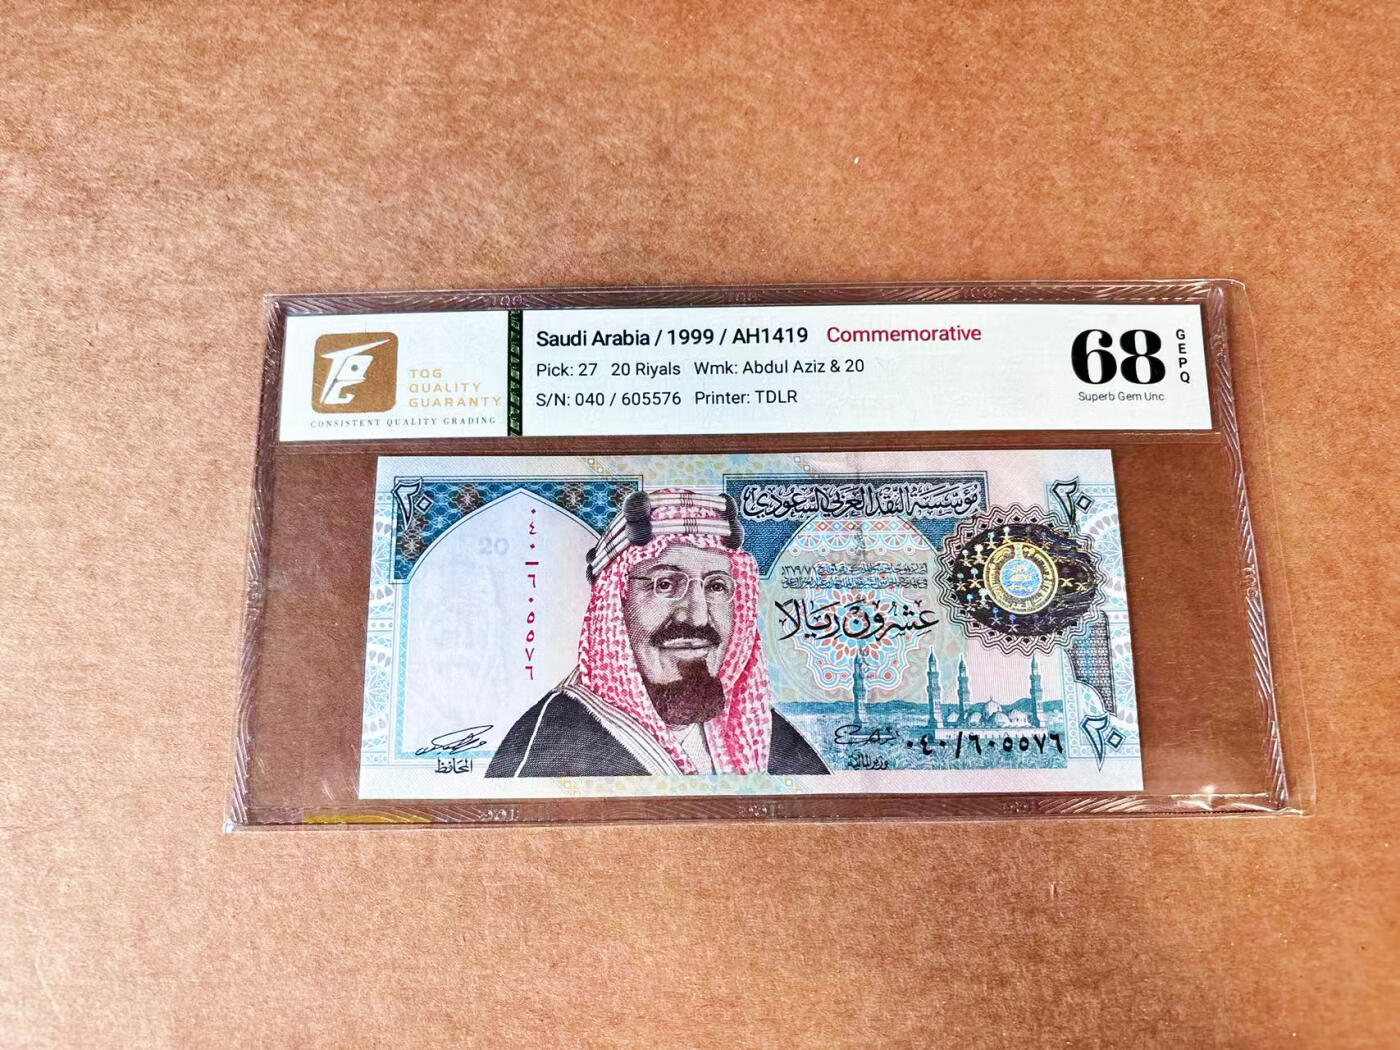 TQG
QUALITY
GUARANTY
CONSISTENT QUALITY GRADING
Saudi Arabia / 1999 / AH1419 Commemorative
Pick: 27 20 Riyals Wmk: Abdul Aziz & 20
S/N: 040 / 605576 Printer: TDLR
68
GEPQ
Superb Gem Unc
٢٠
مؤسسة النقد العربي السعودي
٢٠
20
٠٤٠/٦٠٥٥٧٦
عشرون ريالا
المحافظ
وزير المالية
٠٤٠/٦٠٥٥٧٦
٢٠